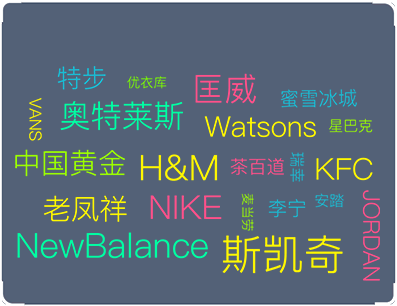 特步
优衣库
匡威
蜜雪冰城
VANS
奥特莱斯
Watsons
星巴克
中国黄金
H&M
茶百道
瑞幸
KFC
老凤祥
NIKE
麦当劳
李宁
安踏
JORDAN
NewBalance
斯凯奇